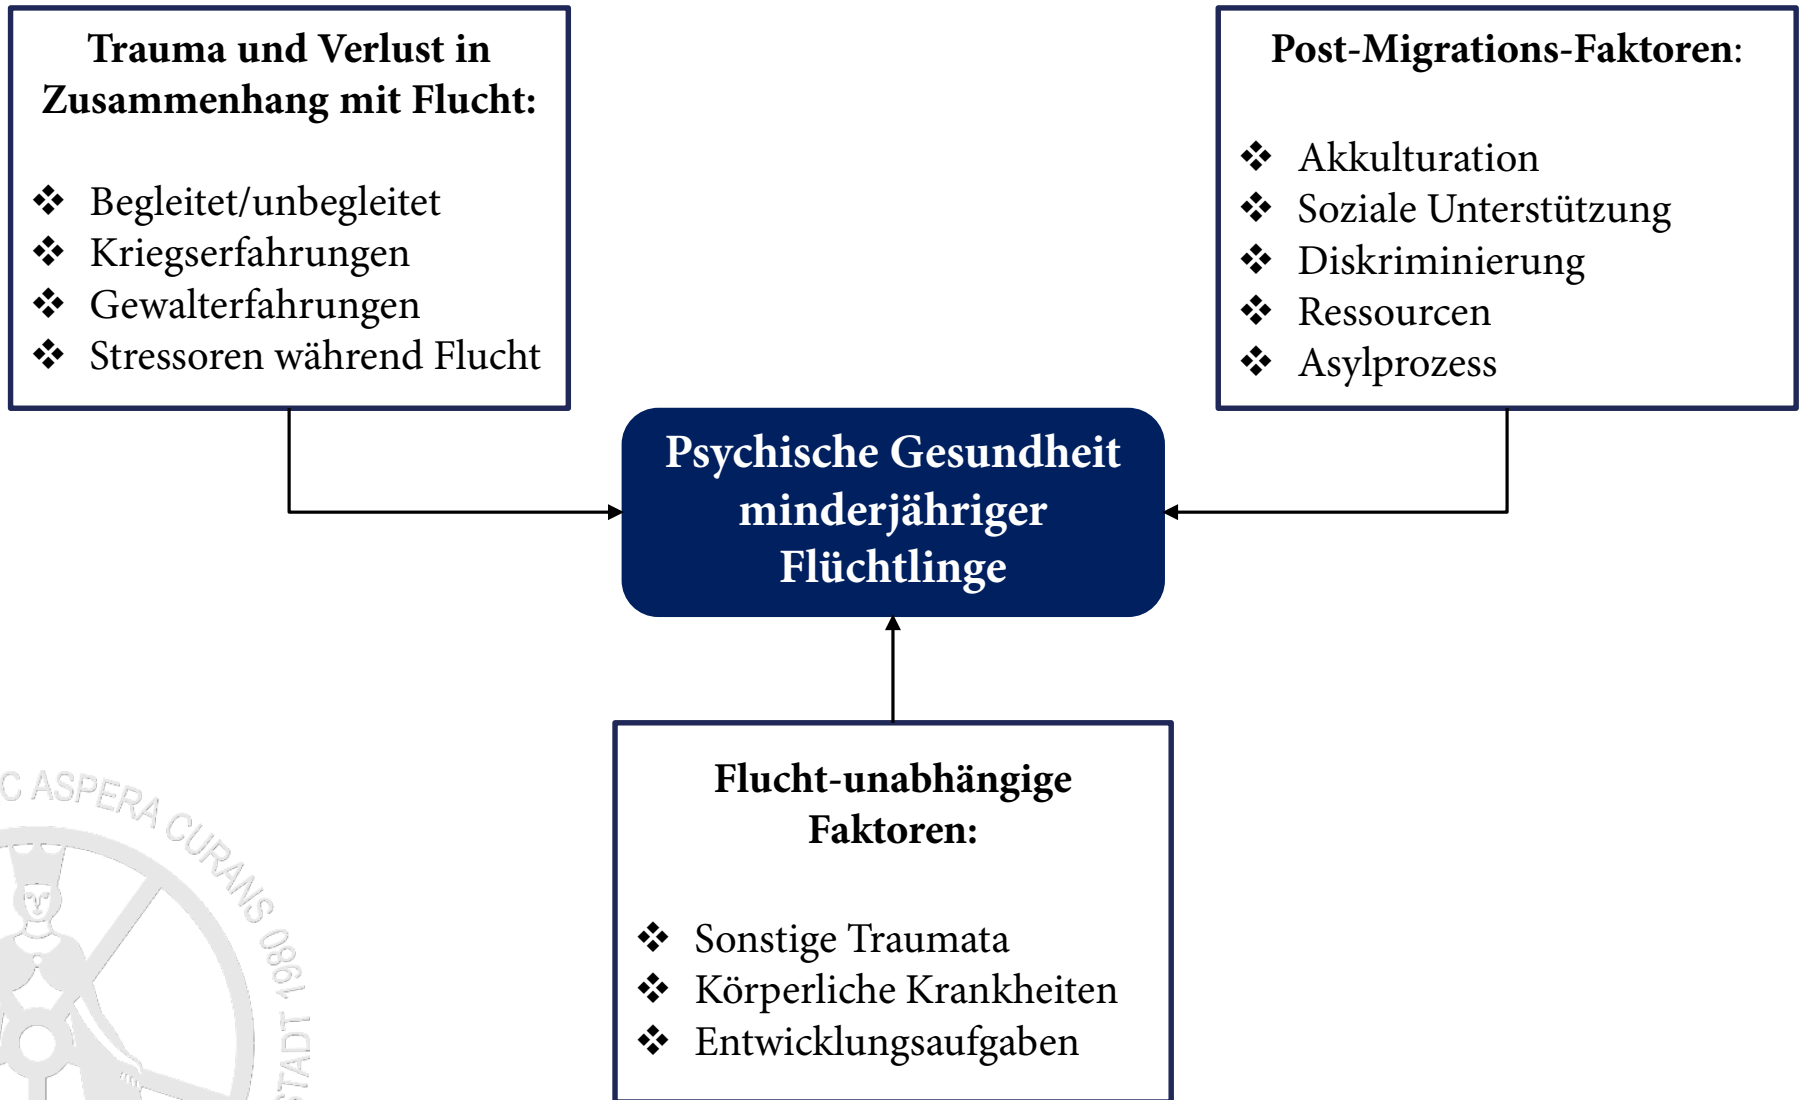 Trauma und Verlust in
Zusammenhang mit Flucht:
❖ Begleitet/unbegleitet
❖ Kriegserfahrungen
❖ Gewalterfahrungen
❖ Stressoren während Flucht
Post-Migrations-Faktoren:
❖ Akkulturation
❖ Soziale Unterstützung
❖ Diskriminierung
❖ Ressourcen
❖ Asylprozess
Psychische Gesundheit
minderjähriger
Flüchtlinge
Flucht-unabhängige
Faktoren:
❖ Sonstige Traumata
❖ Körperliche Krankheiten
❖ Entwicklungsaufgaben
C ASPERA CURANS 1980